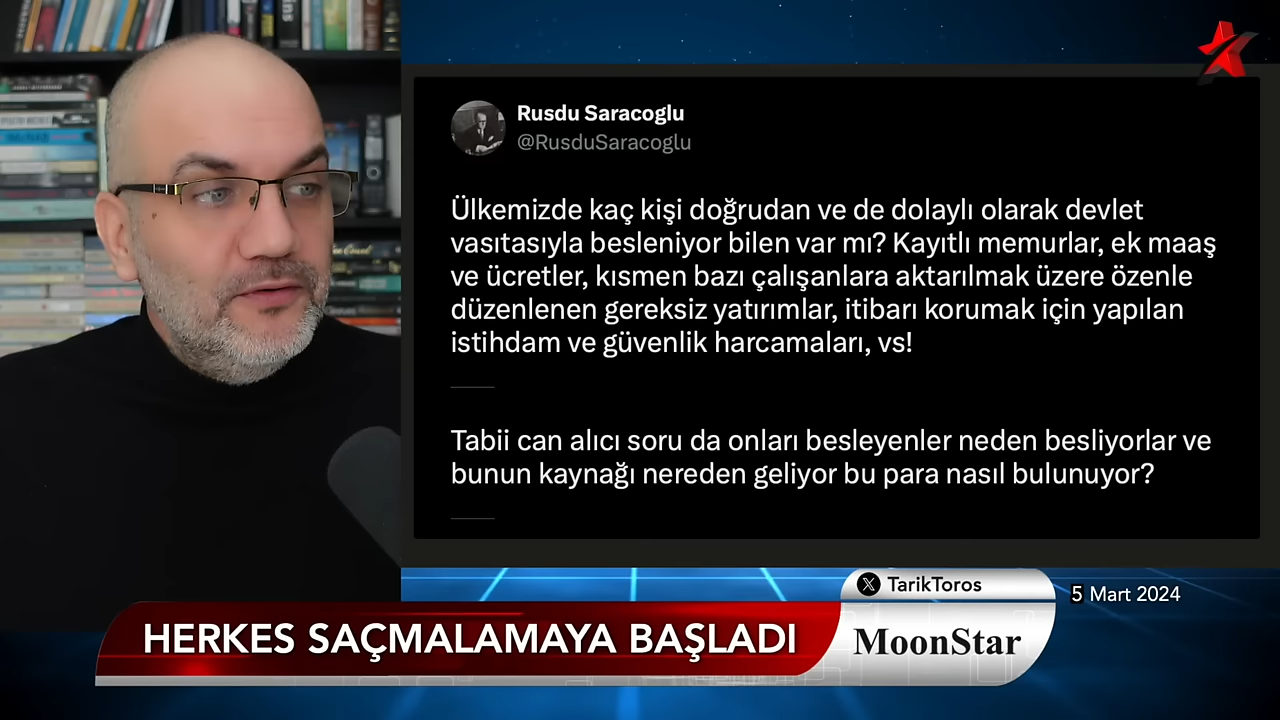 Rusdu Saracoglu
@RusduSaracoglu
Ülkemizde kaç kişi doğrudan ve de dolaylı olarak devlet
vasıtasıyla besleniyor bilen var mı? Kayıtlı memurlar, ek maaş
ve ücretler, kısmen bazı çalışanlara aktarılmak üzere özenle
düzenlenen gereksiz yatırımlar, itibarı korumak için yapılan
istihdam ve güvenlik harcamaları, vs!
Tabii can alıcı soru da onları besleyenler neden besliyorlar ve
bunun kaynağı nereden geliyor bu para nasıl bulunuyor?
TarikToros
5 Mart 2024
HERKES SAÇMALAMAYA BAŞLADI
MoonStar